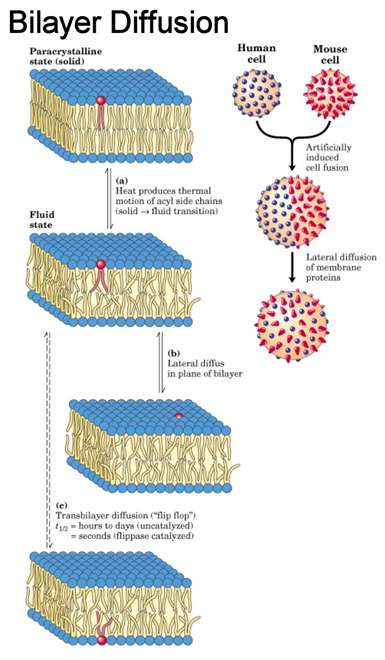 Bilayer Diffusion
Paracrystalline
state (solid)
(a)
Heat produces thermal
motion of acyl side chains
(solid → fluid transition)
Fluid
state
(b)
Lateral diffus
in plane of bilayer
(c)
Transbilayer diffusion ("flip flop")
t1/2 = hours to days (uncatalyzed)
= seconds (flippase catalyzed)
Human
cell
Mouse
cell
Artificially
induced
cell fusion
Lateral diffusion
of membrane
proteins